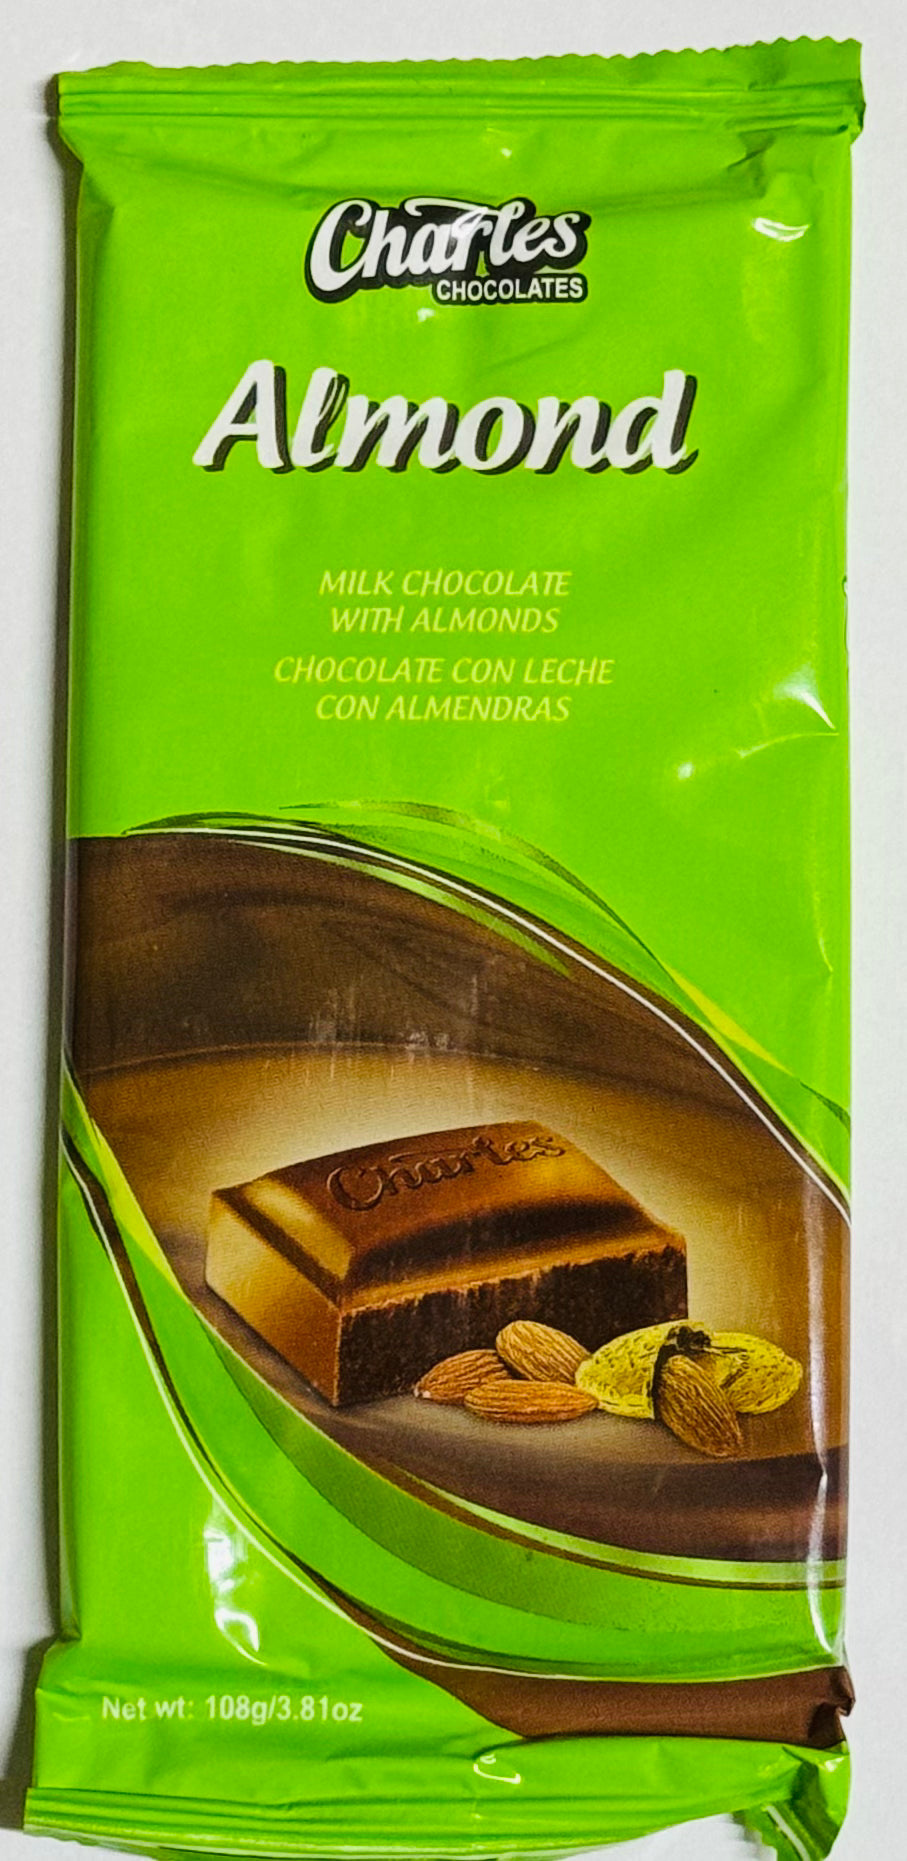 Charles
CHOCOLATES
Almond
MILK CHOCOLATE
WITH ALMONDS
CHOCOLATE CON LECHE
CON ALMENDRAS
Charles
Net wt: 108g/3.81oz